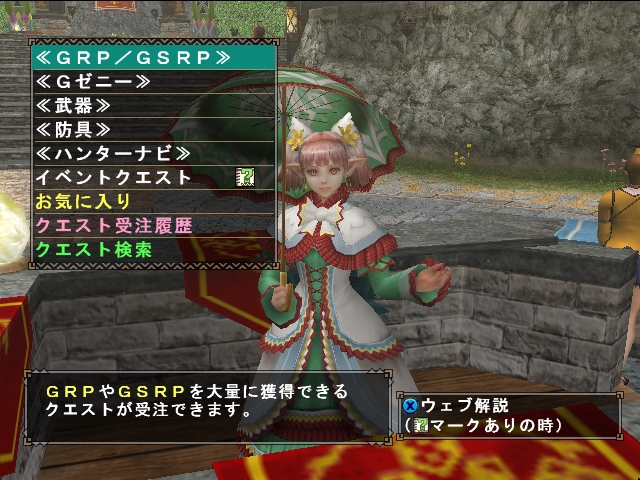 ≪ＧＲＰ／ＧＳＲＰ≫
≪Ｇゼニー≫
≪武器≫
≪防具≫
≪ハンターナビ≫
イベントクエスト ?
お気に入り
クエスト受注履歴
クエスト検索
ＧＲＰやＧＳＲＰを大量に獲得できる
クエストが受注できます。
Xウェブ解説
(?マークありの時)